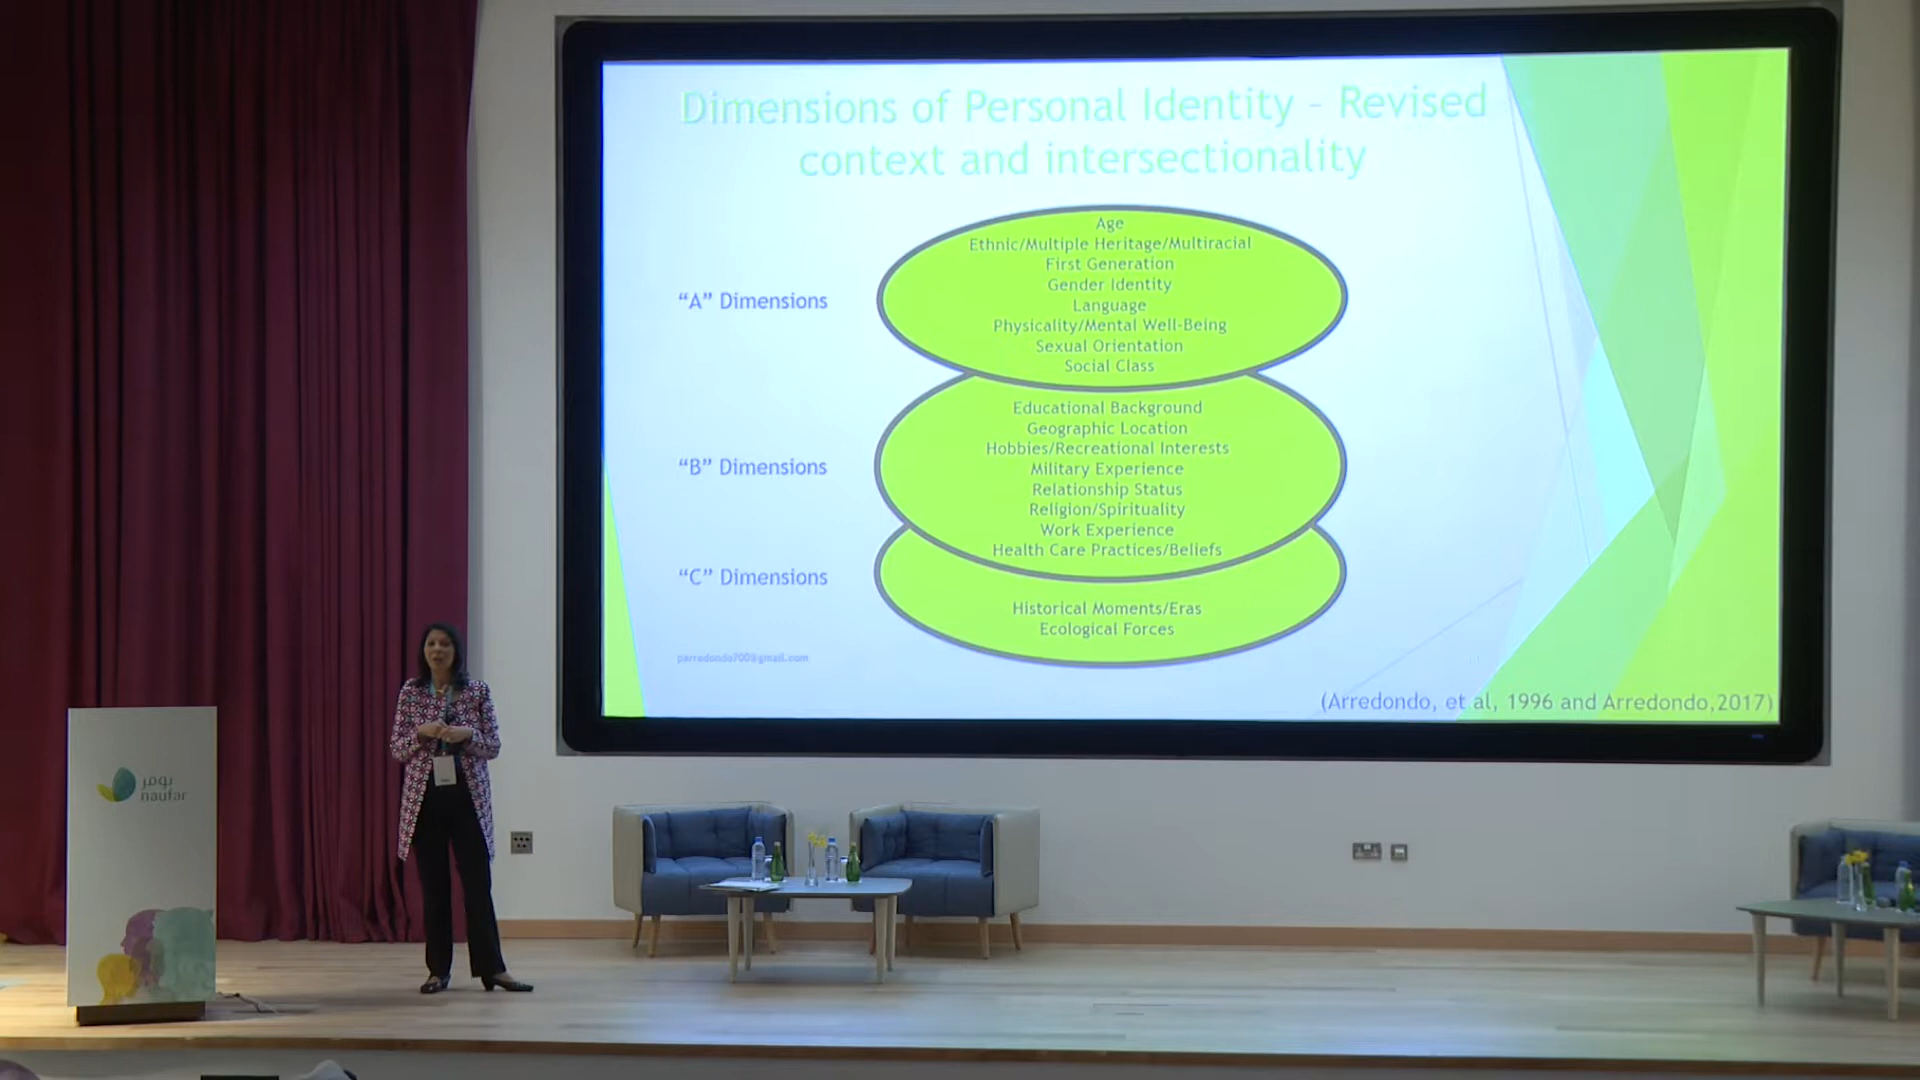 Dimensions of Personal Identity – Revised
context and intersectionality
“A” Dimensions
Age
Ethnic/Multiple Heritage/Multiracial
First Generation
Gender Identity
Language
Physicality/Mental Well-Being
Sexual Orientation
Social Class
“B” Dimensions
Educational Background
Geographic Location
Hobbies/Recreational Interests
Military Experience
Relationship Status
Religion/Spirituality
Work Experience
Health Care Practices/Beliefs
“C” Dimensions
Historical Moments/Eras
Ecological Forces
parredondo700@gmail.com
(Arredondo, et al, 1996 and Arredondo,2017)
نوفر
naufar